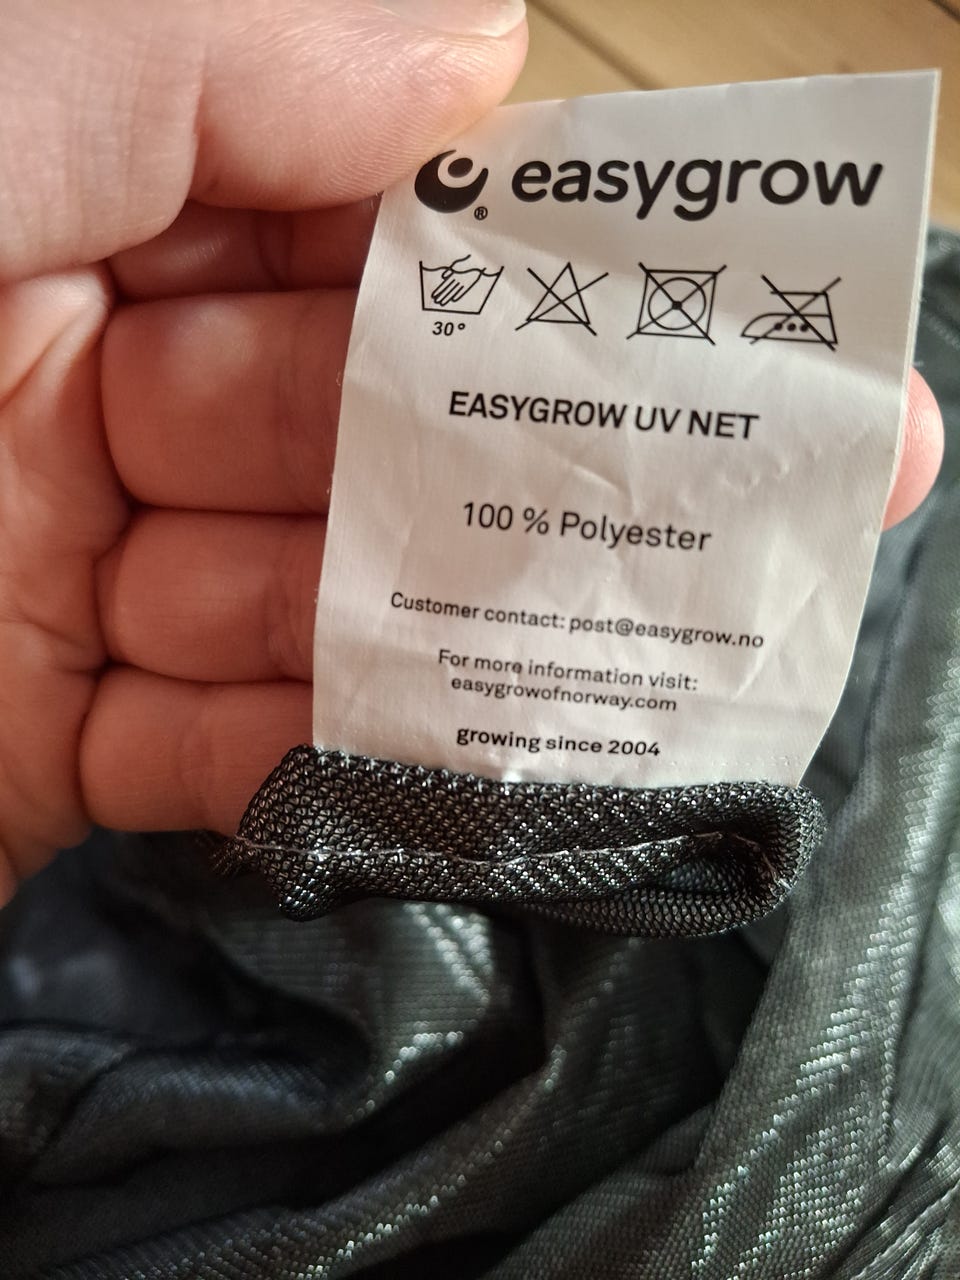 easygrow
®
30°
EASYGROW UV NET
100 % Polyester
Customer contact: post@easygrow.no
For more information visit:
easygrowofnorway.com
growing since 2004